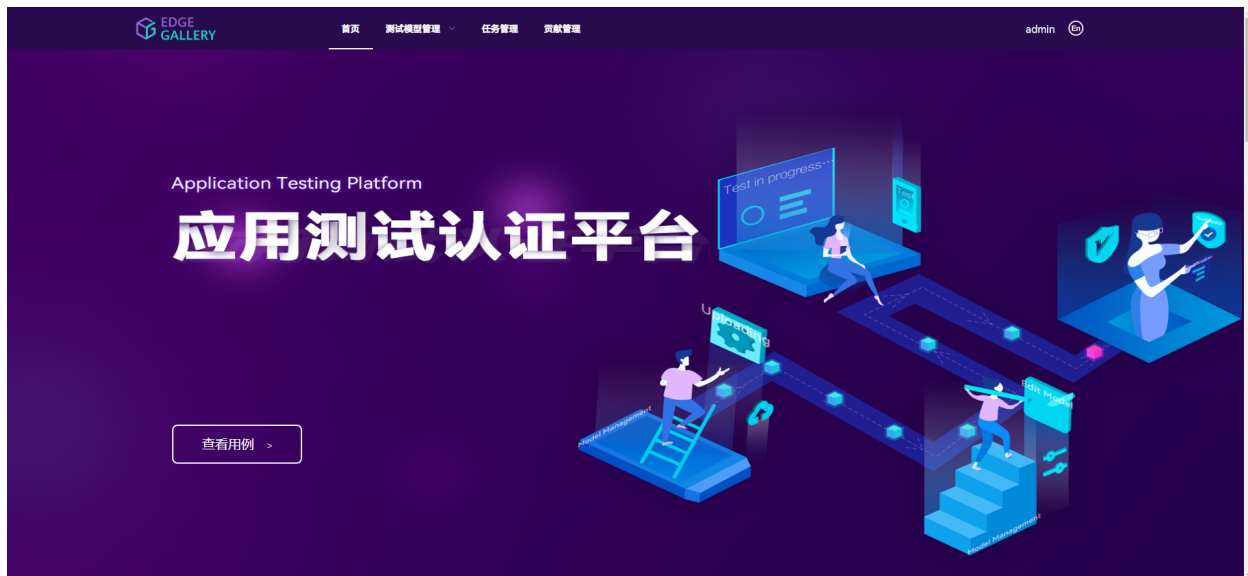 EDGE
GALLERY
首页
测试模型管理
任务管理
贡献管理
admin
En
Application Testing Platform
应用测试认证平台
查看用例 >
Test in progress...
Test
Uploading
Model Management
Edit Model
Model Management